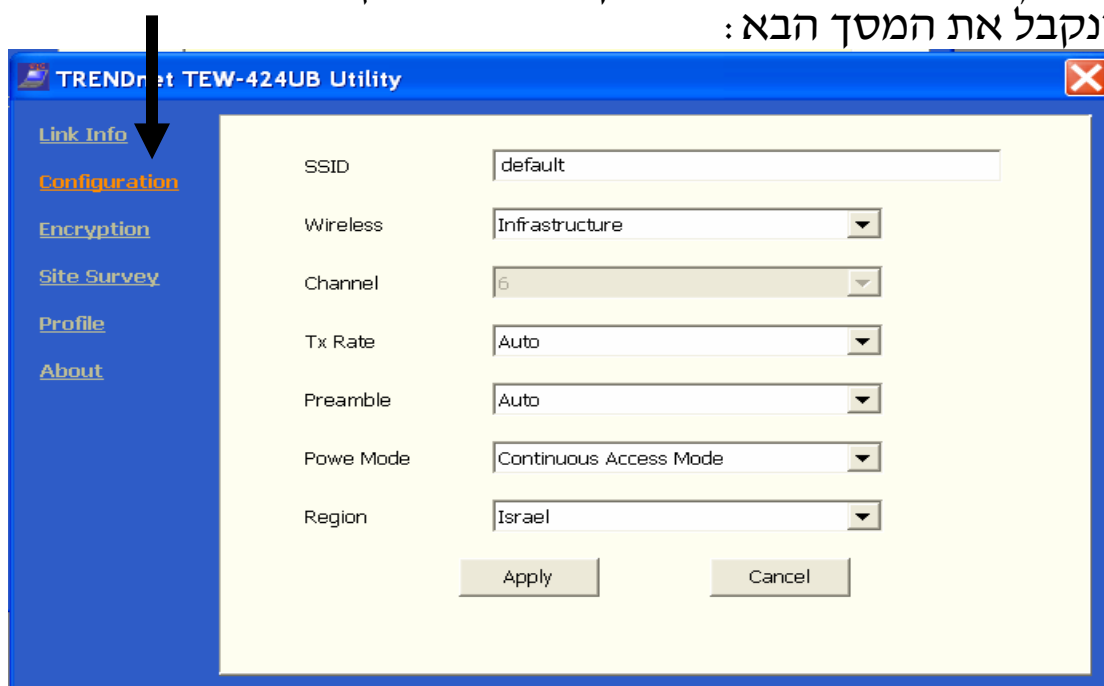 ונקבל את המסך הבא:
TRENDnet TEW-424UB Utility
Link Info
Configuration
Encryption
Site Survey
Profile
About
SSID default
Wireless Infrastructure
Channel 6
Tx Rate Auto
Preamble Auto
Powe Mode Continuous Access Mode
Region Israel
Apply Cancel